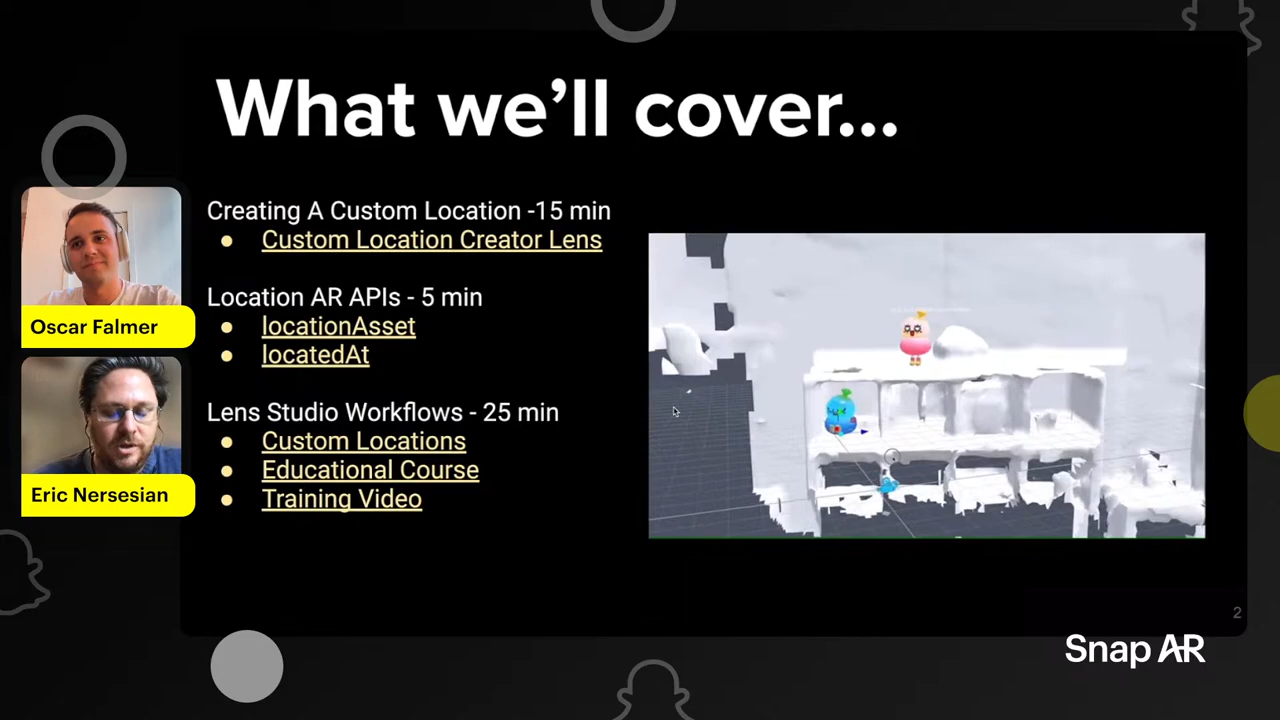 What we’ll cover...
Oscar Falmer
Eric Nersesian
Creating A Custom Location -15 min
● Custom Location Creator Lens
Location AR APIs - 5 min
● locationAsset
● locatedAt
Lens Studio Workflows - 25 min
● Custom Locations
● Educational Course
● Training Video
2
Snap AR